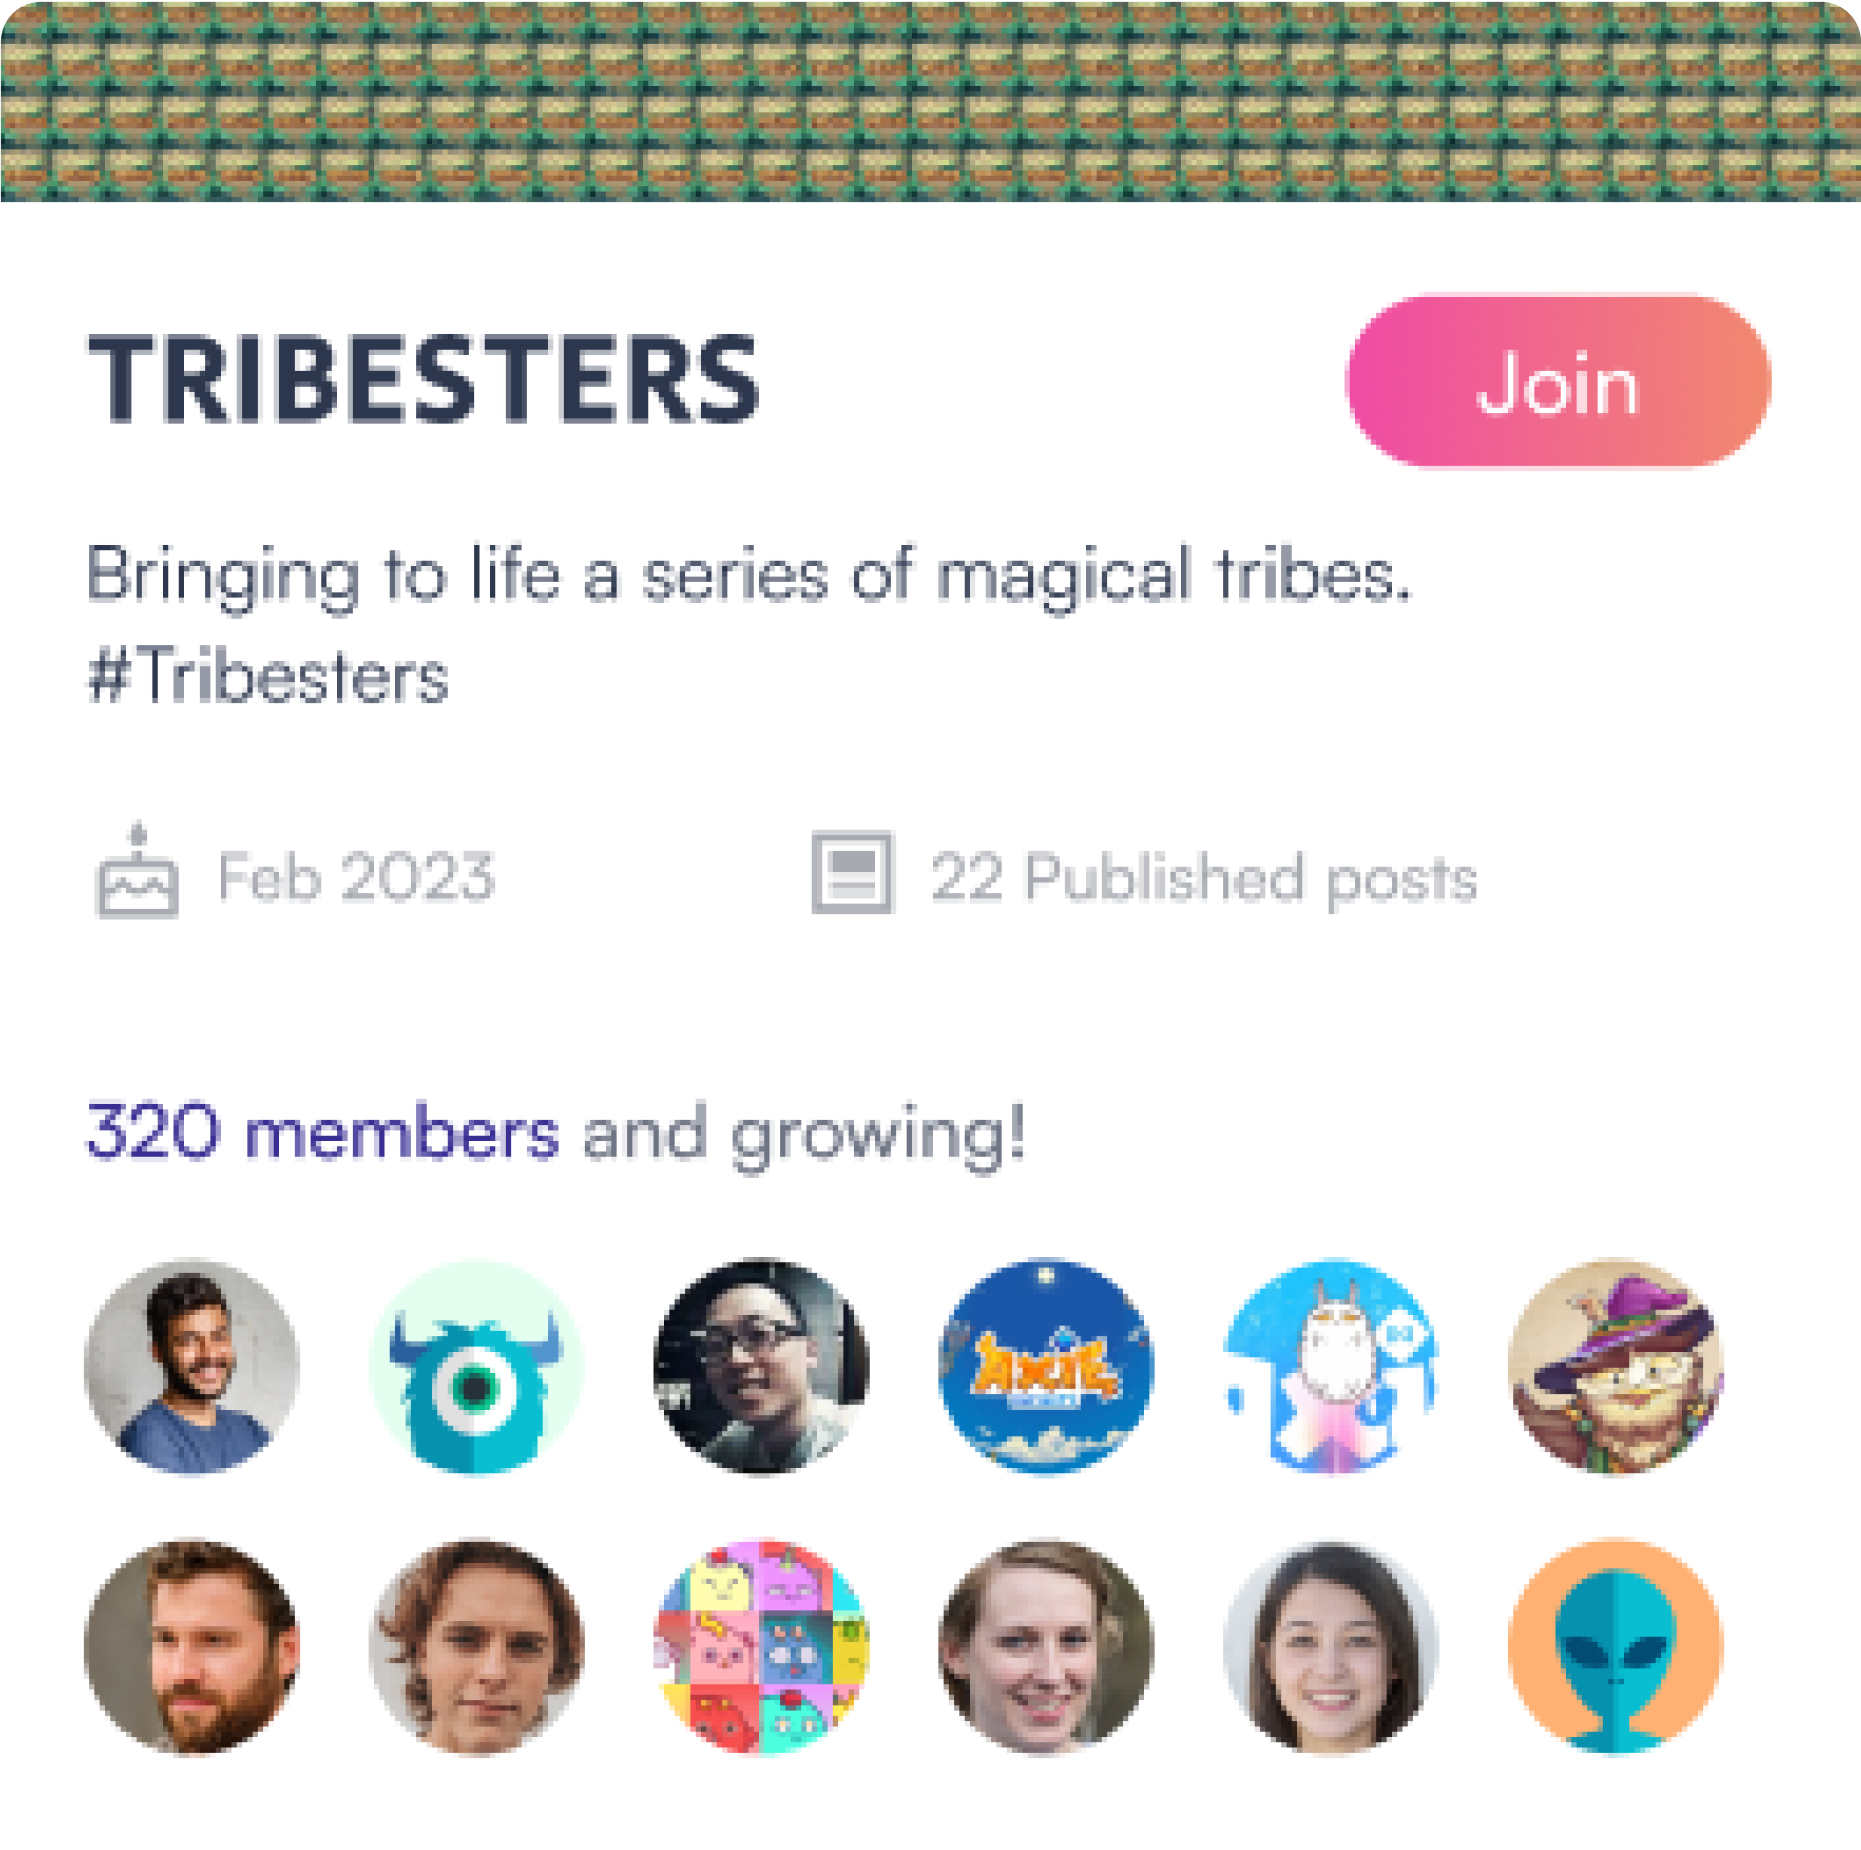 TRIBESTERS
Join
Bringing to life a series of magical tribes.
#Tribesters
Feb 2023
22 Published posts
320 members and growing!
AXIE